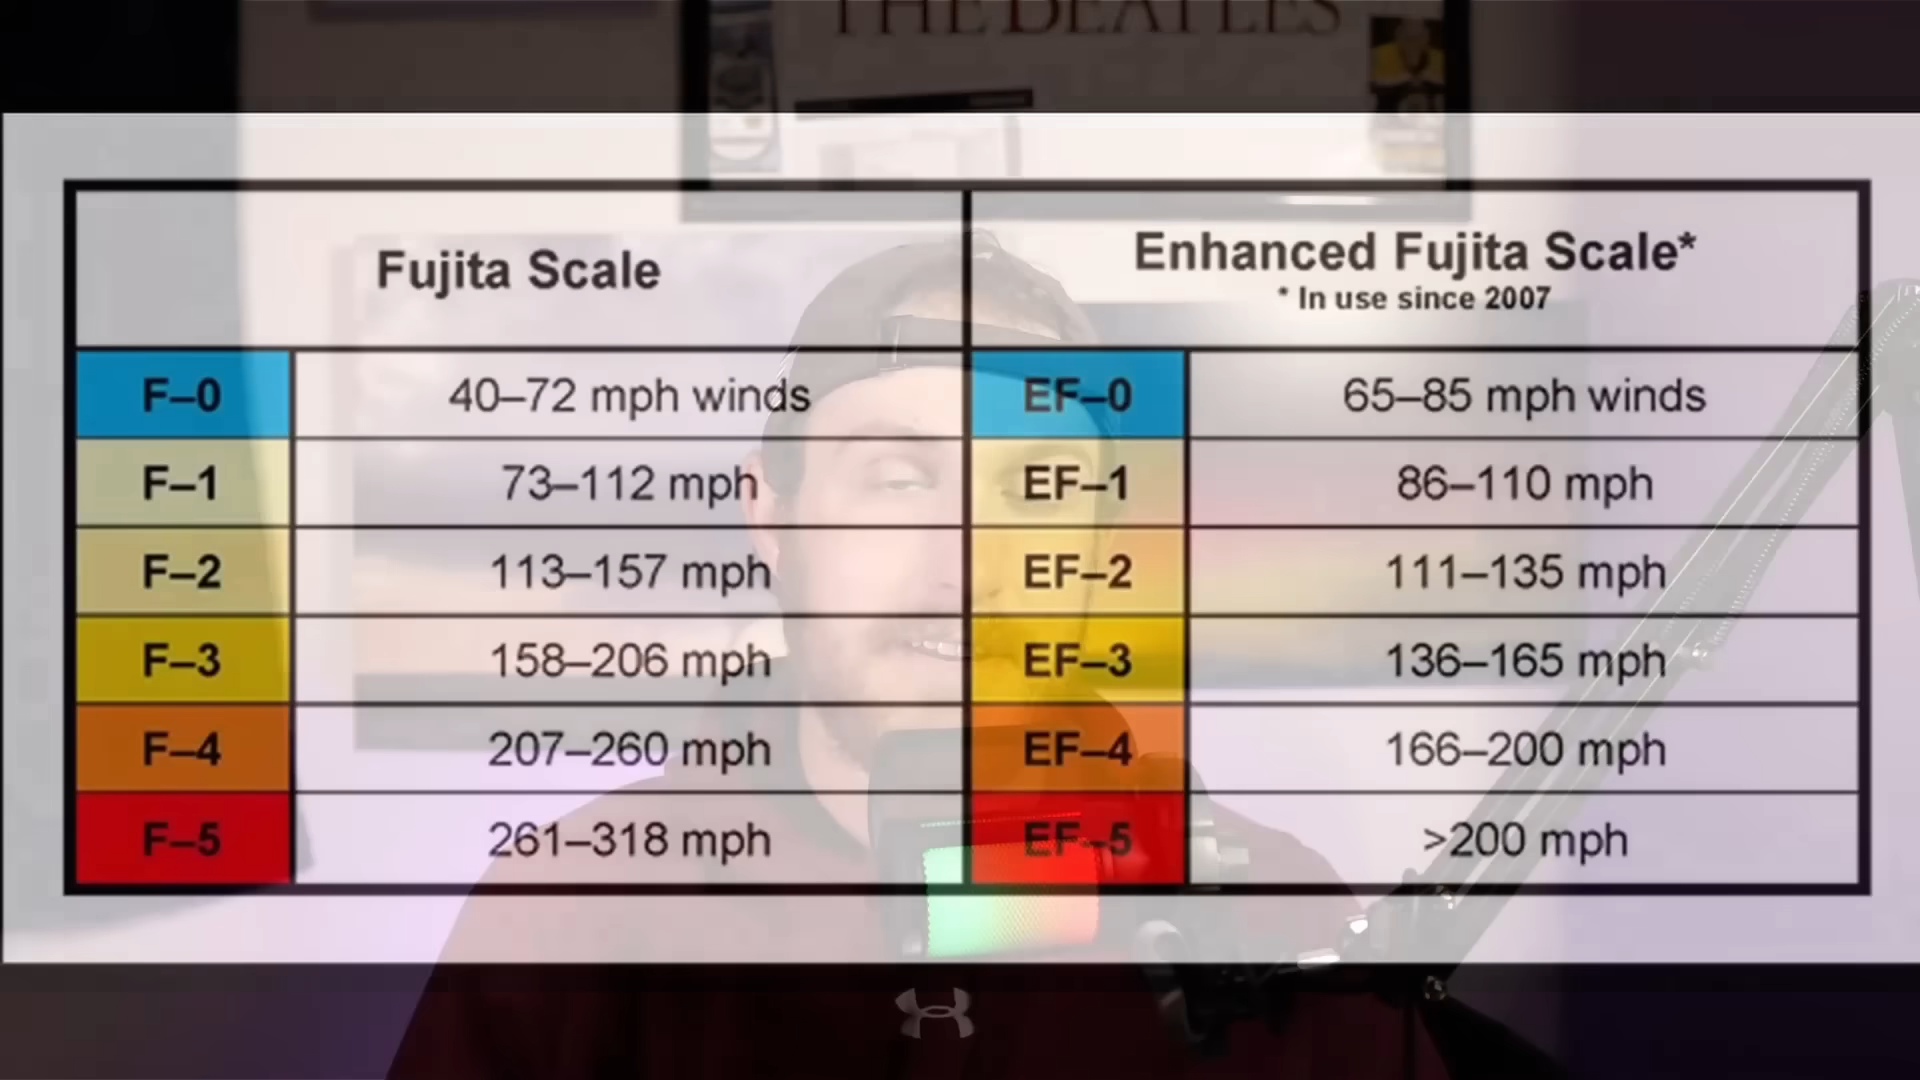 THE BEATLES
Fujita Scale
Enhanced Fujita Scale*
* In use since 2007
F–0 40–72 mph winds EF–0 65–85 mph winds
F–1 73–112 mph EF–1 86–110 mph
F–2 113–157 mph EF–2 111–135 mph
F–3 158–206 mph EF–3 136–165 mph
F–4 207–260 mph EF–4 166–200 mph
F–5 261–318 mph EF–5 >200 mph